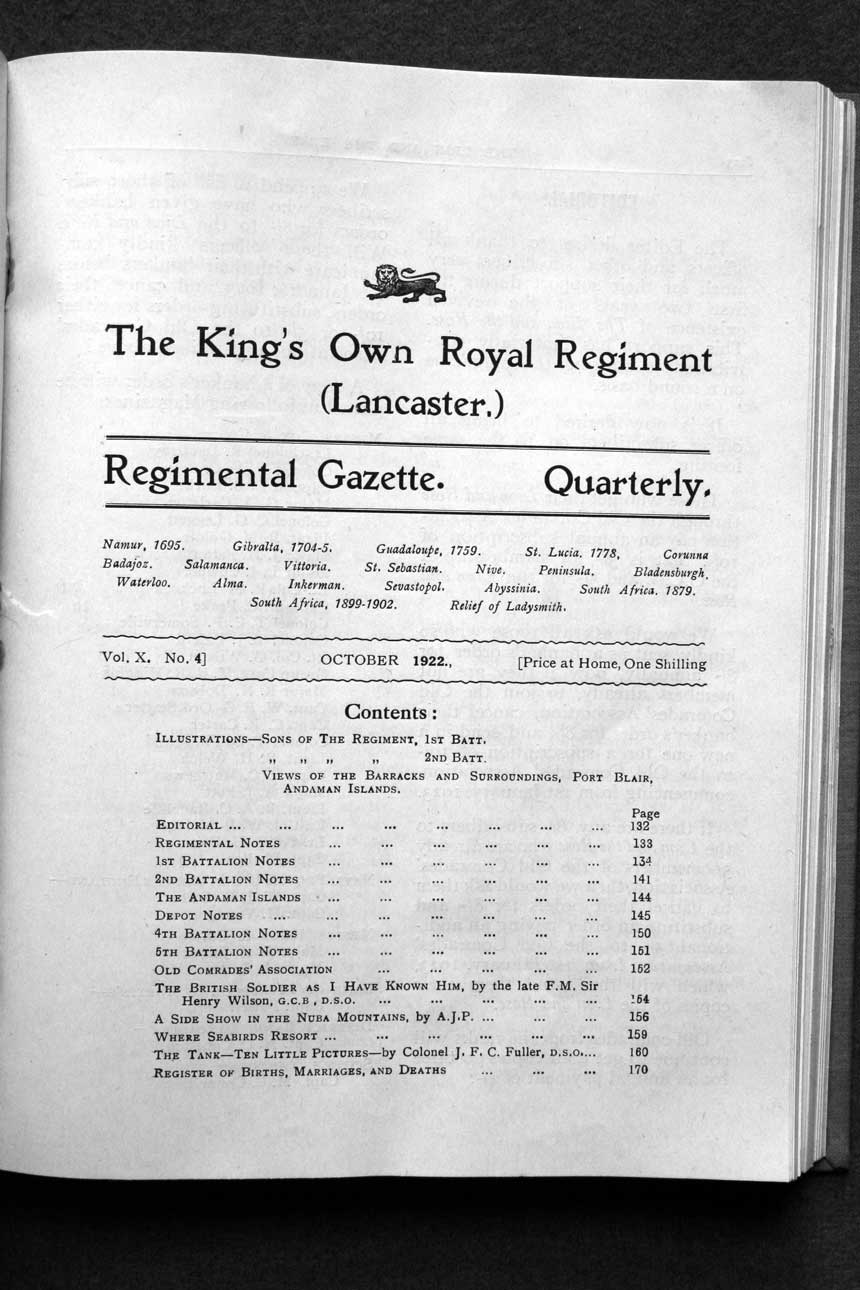 The King's Own Royal Regiment
(Lancaster.)
Regimental Gazette. Quarterly.
Namur, 1695. Gibralta, 1704-5. Guadaloupe, 1759. St. Lucia. 1778, Corunna
Badajoz. Salamanca. Vittoria. St. Sebastian. Nive. Peninsula. Bladensburgh.
Waterloo. Alma. Inkerman. Sevastopol. Abyssinia. South Africa. 1879.
South Africa, 1899-1902. Relief of Ladysmith.
Vol. X. No. 4] OCTOBER 1922., [Price at Home, One Shilling
Contents:
Illustrations—Sons of The Regiment, 1st Batt.
„ „ „ „ 2nd Batt.
Views of the Barracks and Surroundings, Port Blair,
Andaman Islands.
Page
Editorial ... ... ... ... ... ... ... ... 132
Regimental Notes ... ... ... ... ... ... 133
1st Battalion Notes ... ... ... ... ... ... 134
2nd Battalion Notes ... ... ... ... ... ... 141
The Andaman Islands ... ... ... ... ... ... 144
Depot Notes ... ... ... ... ... ... ... 145
4th Battalion Notes ... ... ... ... ... ... 150
5th Battalion Notes ... ... ... ... ... ... 151
Old Comrades' Association ... ... ... ... ... 152
The British Soldier as I Have Known Him, by the late F.M. Sir
Henry Wilson, G.C.B, D.S.O. ... ... ... ... ... 154
A Side Show in the Nuba Mountains, by A.J.P. ... ... ... 156
Where Seabirds Resort ... ... ... ... ... ... 159
The Tank—Ten Little Pictures—by Colonel J. F. C. Fuller, D.S.O.... 160
Register of Births, Marriages, and Deaths ... ... ... 170